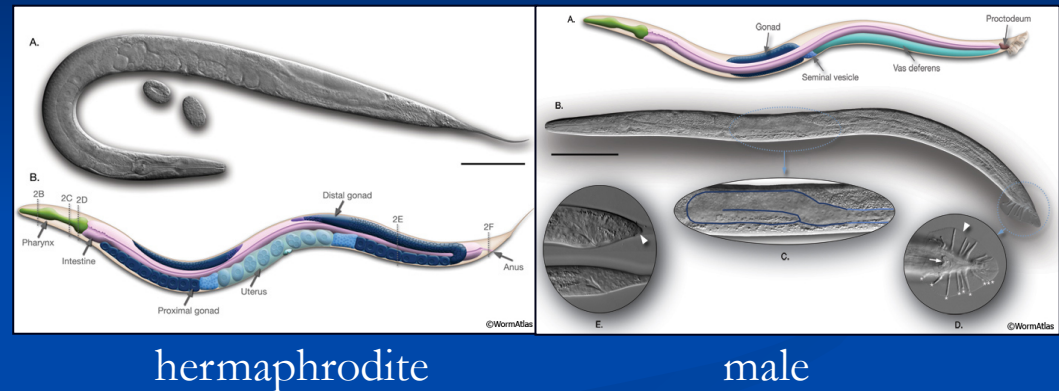 A.
B.
2B
2C
2D
Pharynx
Intestine
Distal gonad
2E
2F
Anus
Uterus
Proximal gonad
©WormAtlas
A.
Gonad
Proctodeum
Seminal vesicle
Vas deferens
B.
C.
E.
D.
©WormAtlas
hermaphrodite
male